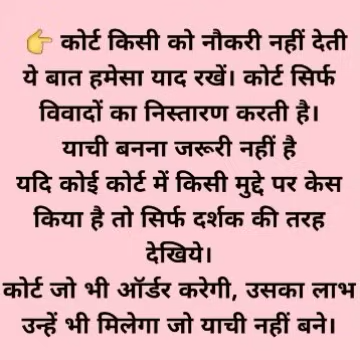 👉 कोर्ट किसी को नौकरी नहीं देती
ये बात हमेसा याद रखें। कोर्ट सिर्फ
विवादों का निस्तारण करती है।
याची बनना जरूरी नहीं है
यदि कोई कोर्ट में किसी मुद्दे पर केस
किया है तो सिर्फ दर्शक की तरह
देखिये।
कोर्ट जो भी ऑर्डर करेगी, उसका लाभ
उन्हें भी मिलेगा जो याची नहीं बने।